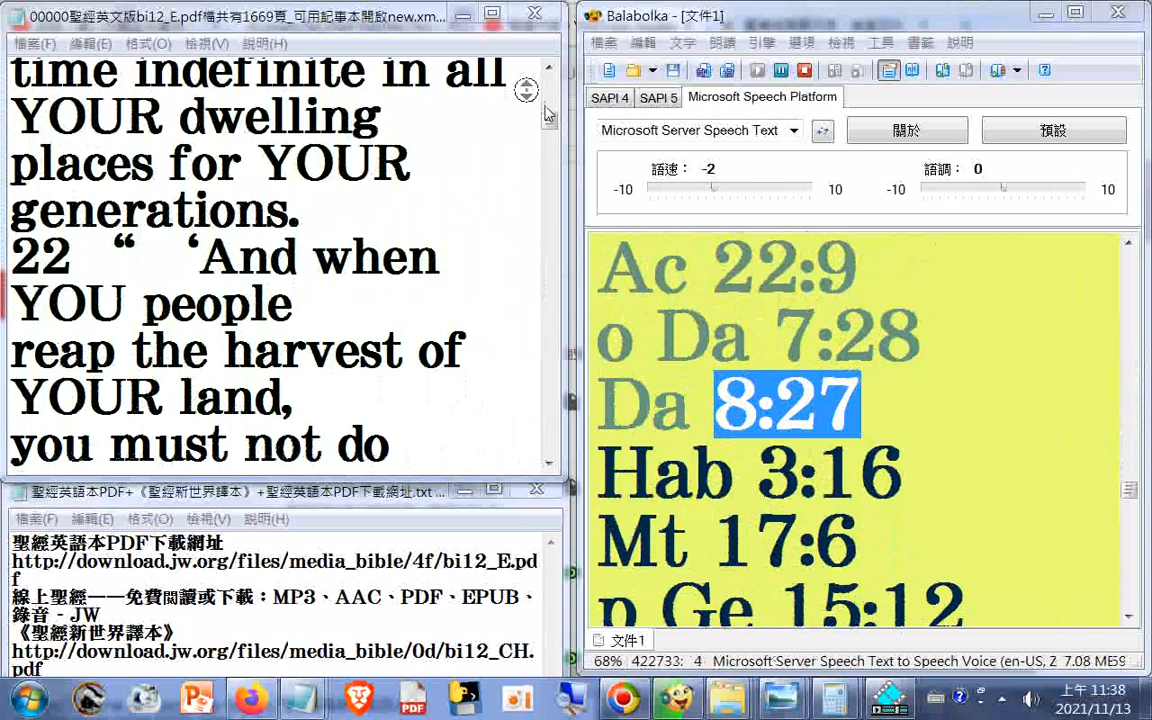 00000聖經英文版bi12_E.pdf檔共有1669頁_可用記事本開啟new.xm...
檔案(F) 編輯(E) 格式(O) 檢視(V) 說明(H)
time indefinite in all
YOUR dwelling
places for YOUR
generations.
22 “ ‘And when
YOU people
reap the harvest of
YOUR land,
you must not do
聖經英語本PDF+《聖經新世界譯本》+聖經英語本PDF下載網址.txt ...
檔案(F) 編輯(E) 格式(O) 檢視(V) 說明(H)
聖經英語本PDF下載網址
http://download.jw.org/files/media_bible/4f/bi12_E.pd
f
線上聖經——免費閱讀或下載：MP3、AAC、PDF、EPUB、
錄音 - JW
《聖經新世界譯本》
http://download.jw.org/files/media_bible/0d/bi12_CH.
pdf
Balabolka - [文件1]
檔案 編輯 文字 朗讀 引擎 選項 檢視 工具 書籤 說明
SAPI 4 SAPI 5 Microsoft Speech Platform
Microsoft Server Speech Text 關於 預設
語速： -2 語調： 0
-10 10 -10 10
Ac 22:9
o Da 7:28
Da 8:27
Hab 3:16
Mt 17:6
p Ge 15:12
文件1
68% 422733: 4 Microsoft Server Speech Text to Speech Voice (en-US, Z 7.08 ME59
上午 11:38
2021/11/13